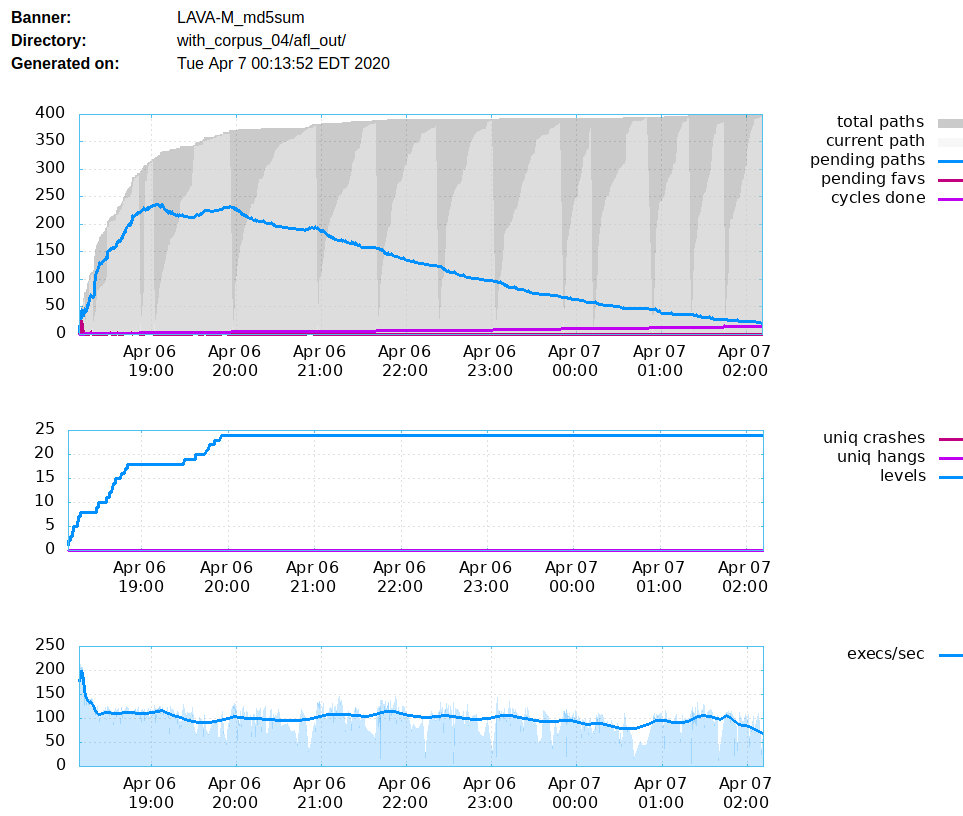 Banner: LAVA-M_md5sum
Directory: with_corpus_04/afl_out/
Generated on: Tue Apr 7 00:13:52 EDT 2020
400
350
300
250
200
150
100
50
0
Apr 06 Apr 06 Apr 06 Apr 06 Apr 06 Apr 07 Apr 07 Apr 07
19:00 20:00 21:00 22:00 23:00 00:00 01:00 02:00
total paths
current path
pending paths
pending favs
cycles done
25
20
15
10
5
0
Apr 06 Apr 06 Apr 06 Apr 06 Apr 06 Apr 07 Apr 07 Apr 07
19:00 20:00 21:00 22:00 23:00 00:00 01:00 02:00
uniq crashes
uniq hangs
levels
250
200
150
100
50
0
Apr 06 Apr 06 Apr 06 Apr 06 Apr 06 Apr 07 Apr 07 Apr 07
19:00 20:00 21:00 22:00 23:00 00:00 01:00 02:00
execs/sec